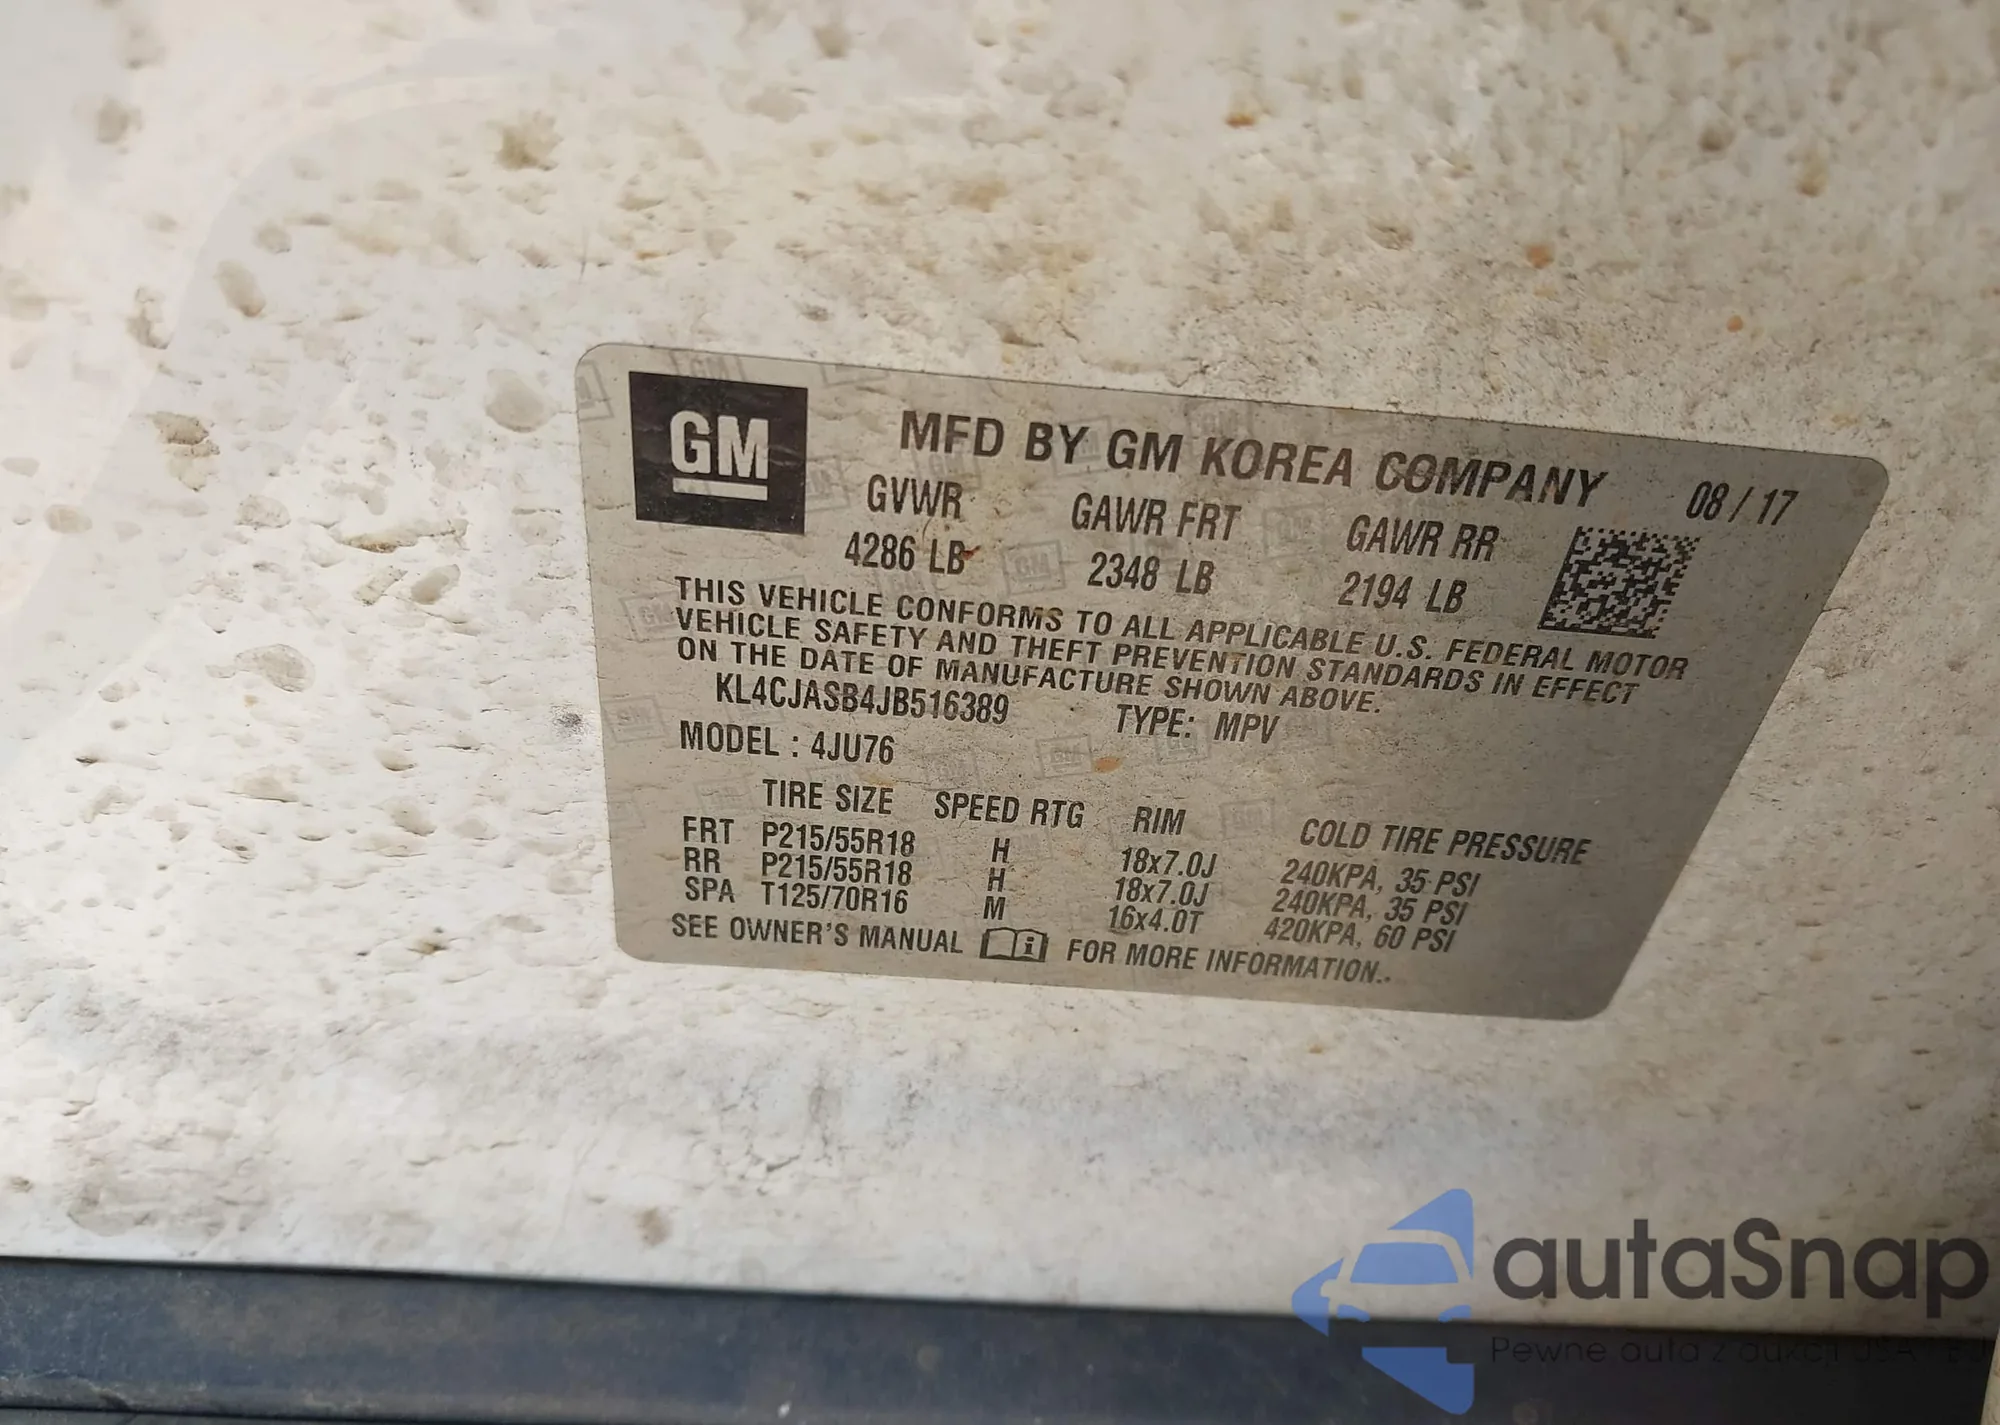 GM
MFD BY GM KOREA COMPANY 08 / 17
GVWR GAWR FRT GAWR RR
4286 LB 2348 LB 2194 LB
THIS VEHICLE CONFORMS TO ALL APPLICABLE U.S. FEDERAL MOTOR
VEHICLE SAFETY AND THEFT PREVENTION STANDARDS IN EFFECT
ON THE DATE OF MANUFACTURE SHOWN ABOVE.
KL4CJASB4JB516389 TYPE: MPV
MODEL : 4JU76
TIRE SIZE SPEED RTG RIM COLD TIRE PRESSURE
FRT P215/55R18 H 18x7.0J 240KPA, 35 PSI
RR P215/55R18 H 18x7.0J 240KPA, 35 PSI
SPA T125/70R16 M 16x4.0T 420KPA, 60 PSI
SEE OWNER'S MANUAL i FOR MORE INFORMATION..
autaSnap
Pewne auta z aukcji